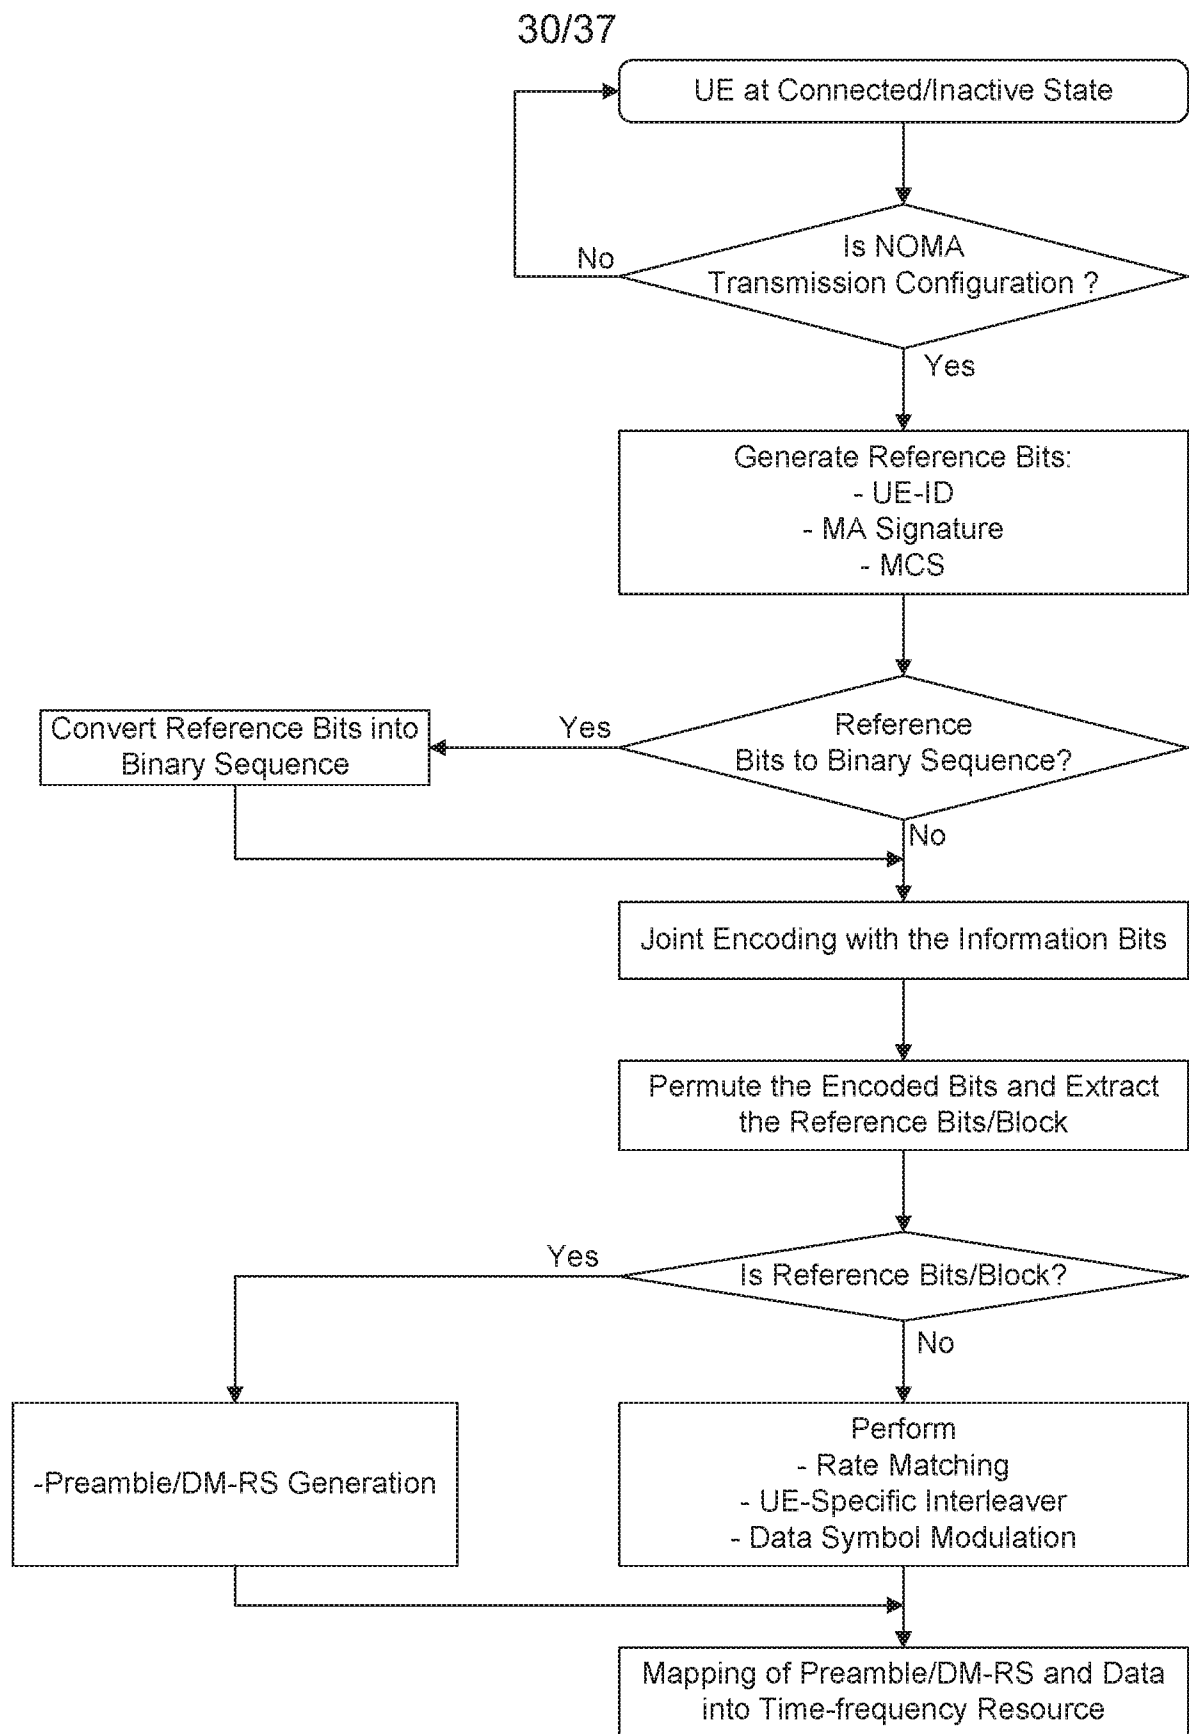 30/37
UE at Connected/Inactive State
Is NOMA
Transmission Configuration ?
No
Yes
Generate Reference Bits:
- UE-ID
- MA Signature
- MCS
Reference
Bits to Binary Sequence?
Yes
Convert Reference Bits into
Binary Sequence
No
Joint Encoding with the Information Bits
Permute the Encoded Bits and Extract
the Reference Bits/Block
Is Reference Bits/Block?
Yes
No
-Preamble/DM-RS Generation
Perform
- Rate Matching
- UE-Specific Interleaver
- Data Symbol Modulation
Mapping of Preamble/DM-RS and Data
into Time-frequency Resource